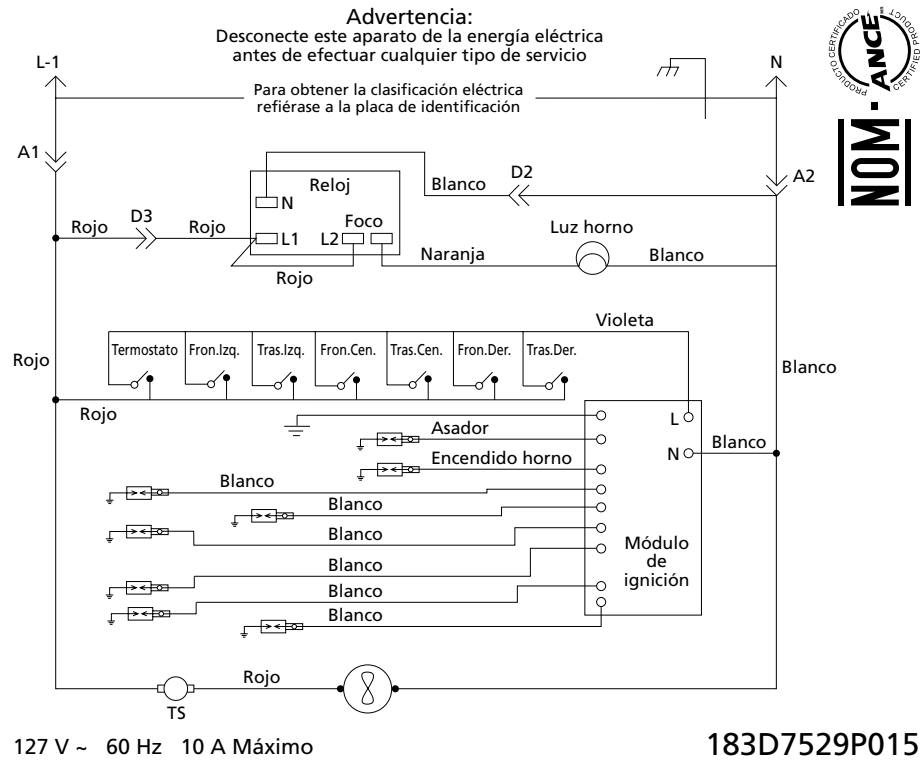 Advertencia:
Desconecte este aparato de la energía eléctrica
antes de efectuar cualquier tipo de servicio
L-1
N
Para obtener la clasificación eléctrica
refiérase a la placa de identificación
PRODUCTO CERTIFICADO
ANCE
CERTIFIED PRODUCT
NOM
A1
A2
D2
Blanco
Reloj
N
D3
Rojo
Rojo
L1
L2
Foco
Rojo
Naranja
Luz horno
Blanco
Violeta
Termostato
Fron.Izq.
Tras.Izq.
Fron.Cen.
Tras.Cen.
Fron.Der.
Tras.Der.
Rojo
Blanco
Rojo
L
Asador
N
Blanco
Encendido horno
Blanco
Blanco
Blanco
Módulo
de
ignición
Blanco
Blanco
Blanco
Rojo
TS
127 V ~ 60 Hz 10 A Máximo
183D7529P015